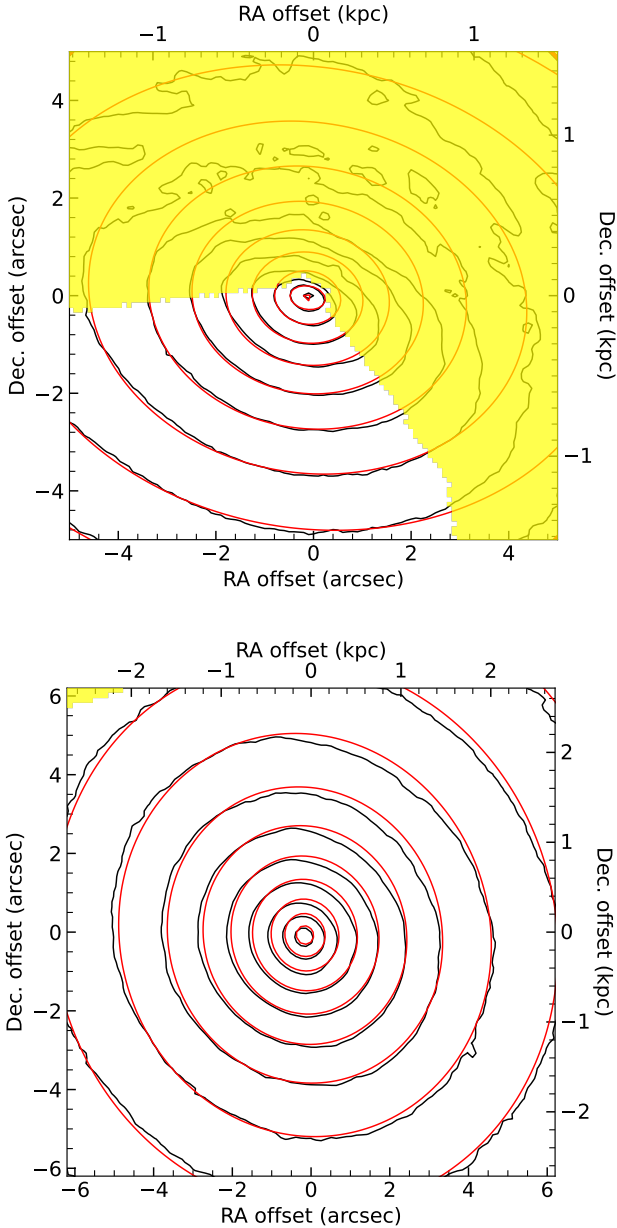 RA offset (kpc)
−1 0 1
4
2
0
−2
−4
Dec. offset (arcsec)
1
0
−1
Dec. offset (kpc)
−4 −2 0 2 4
RA offset (arcsec)
RA offset (kpc)
−2 −1 0 1 2
6
4
2
0
−2
−4
−6
Dec. offset (arcsec)
2
1
0
−1
−2
Dec. offset (kpc)
−6 −4 −2 0 2 4 6
RA offset (arcsec)